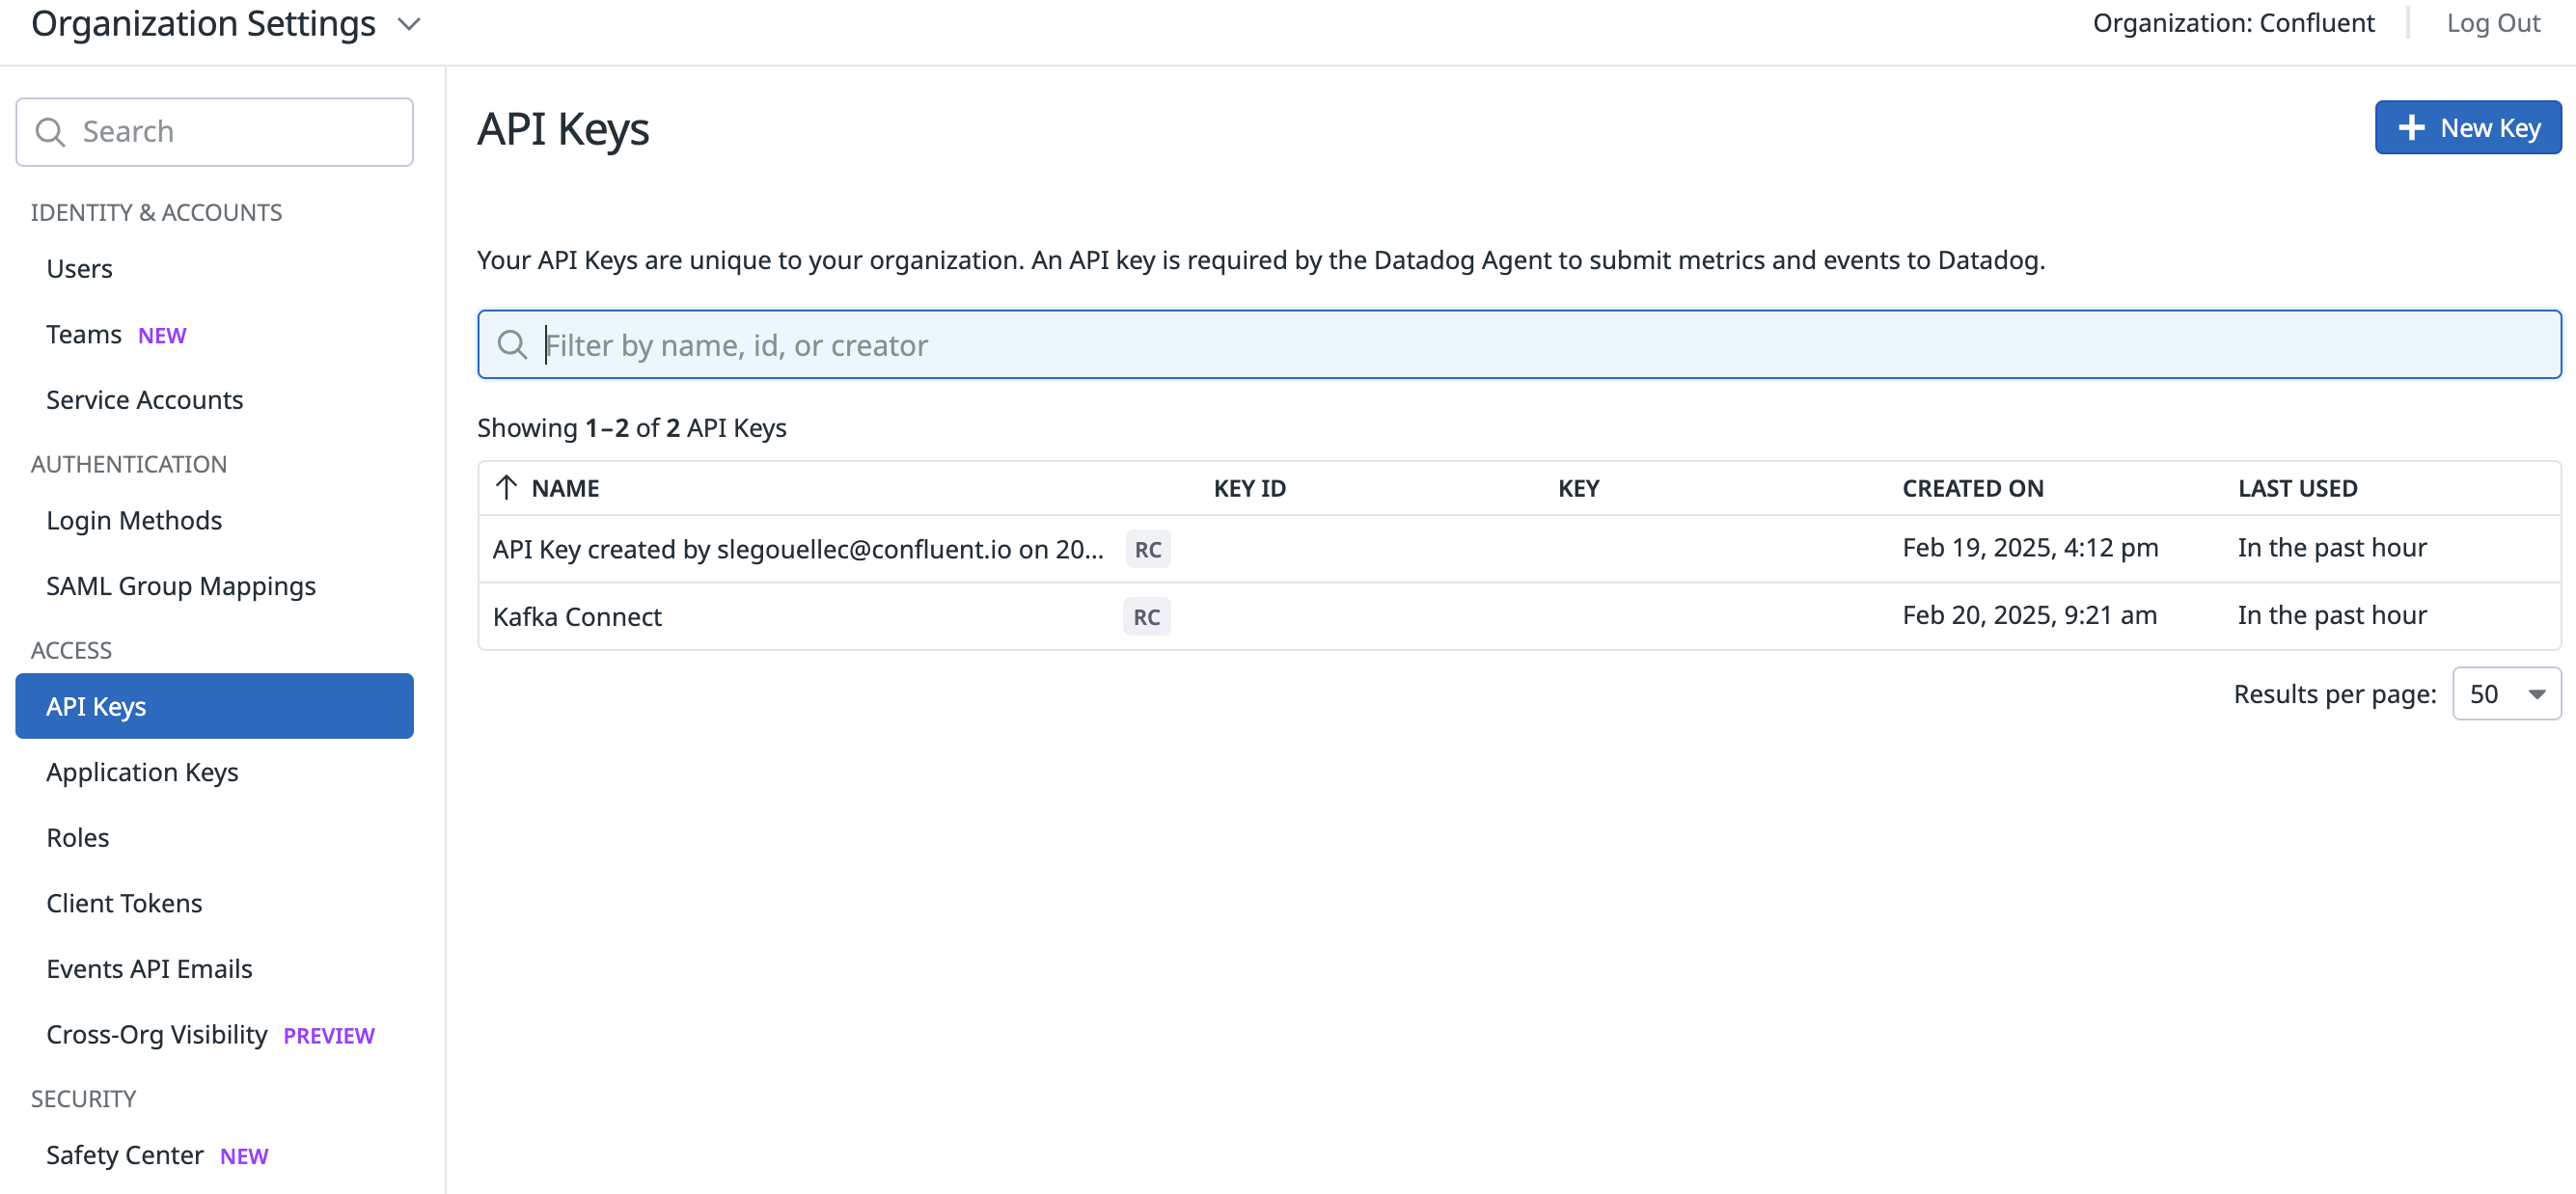 Organization Settings
Organization: Confluent
Log Out
Search
IDENTITY & ACCOUNTS
Users
Teams NEW
Service Accounts
AUTHENTICATION
Login Methods
SAML Group Mappings
ACCESS
API Keys
Application Keys
Roles
Client Tokens
Events API Emails
Cross-Org Visibility PREVIEW
SECURITY
Safety Center NEW
API Keys
New Key
Your API Keys are unique to your organization. An API key is required by the Datadog Agent to submit metrics and events to Datadog.
Filter by name, id, or creator
Showing 1–2 of 2 API Keys
NAME KEY ID KEY CREATED ON LAST USED
API Key created by slegouellec@confluent.io on 20... RC Feb 19, 2025, 4:12 pm In the past hour
Kafka Connect RC Feb 20, 2025, 9:21 am In the past hour
Results per page: 50